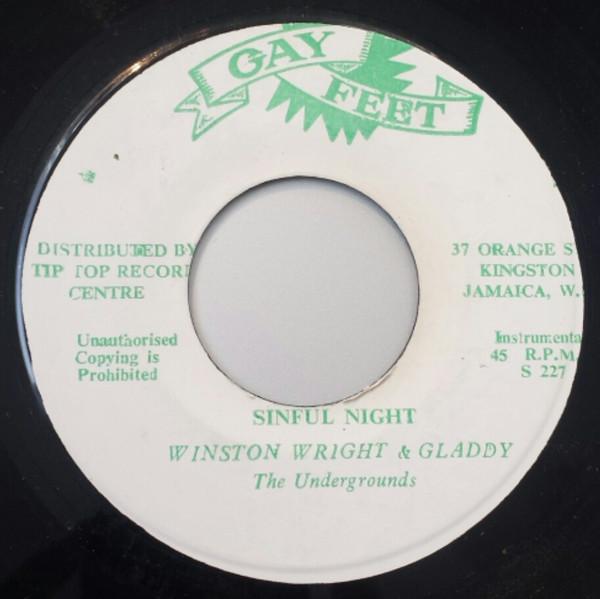 GAY
FEET
DISTRIBUTED BY
TIP TOP RECOR
CENTRE
37 ORANGE S
KINGSTON
JAMAICA, W.
Unauthorised
Copying is
Prohibited
Instrumenta
45 R.P.M.
S 227
SINFUL NIGHT
WINSTON WRIGHT & GLADDY
The Undergrounds